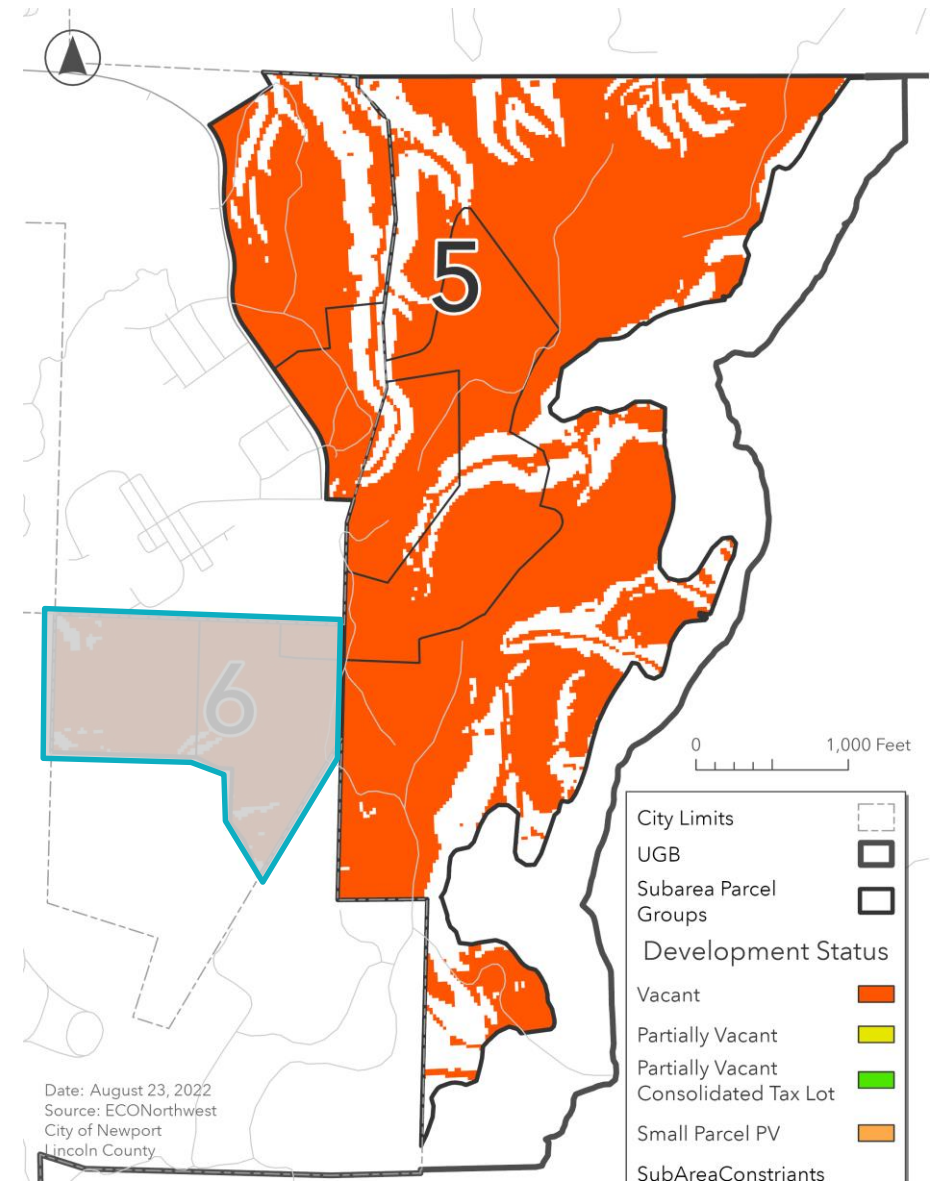 5
6
0 1,000 Feet
City Limits
UGB
Subarea Parcel
Groups
Development Status
Vacant
Partially Vacant
Partially Vacant
Consolidated Tax Lot
Small Parcel PV
SubAreaConstriants
Date: August 23, 2022
Source: ECONorthwest
City of Newport
Lincoln County